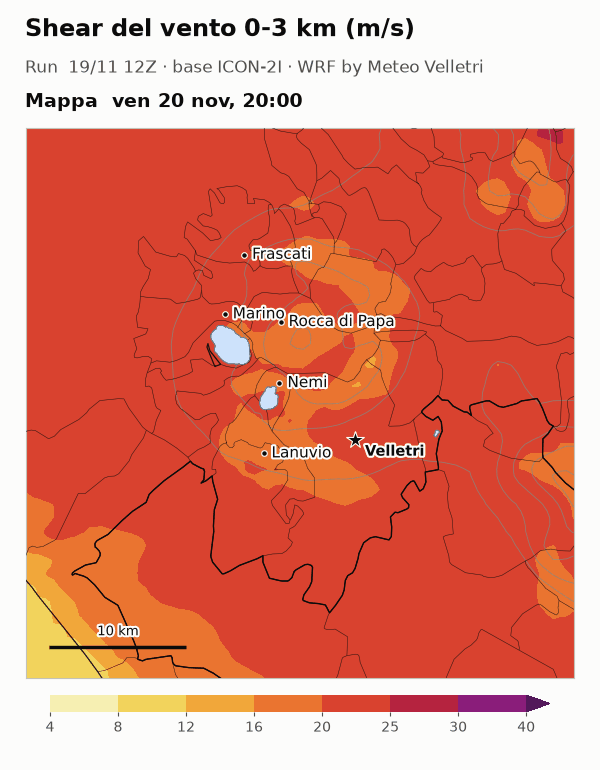 Shear del vento 0-3 km (m/s)
Run  19/11 12Z · base ICON-2I · WRF by Meteo Velletri
Mappa  ven 20 nov, 20:00
Frascati
Marino
Rocca di Papa
Nemi
Velletri
Lanuvio
10 km
4 8 12 16 20 25 30 40